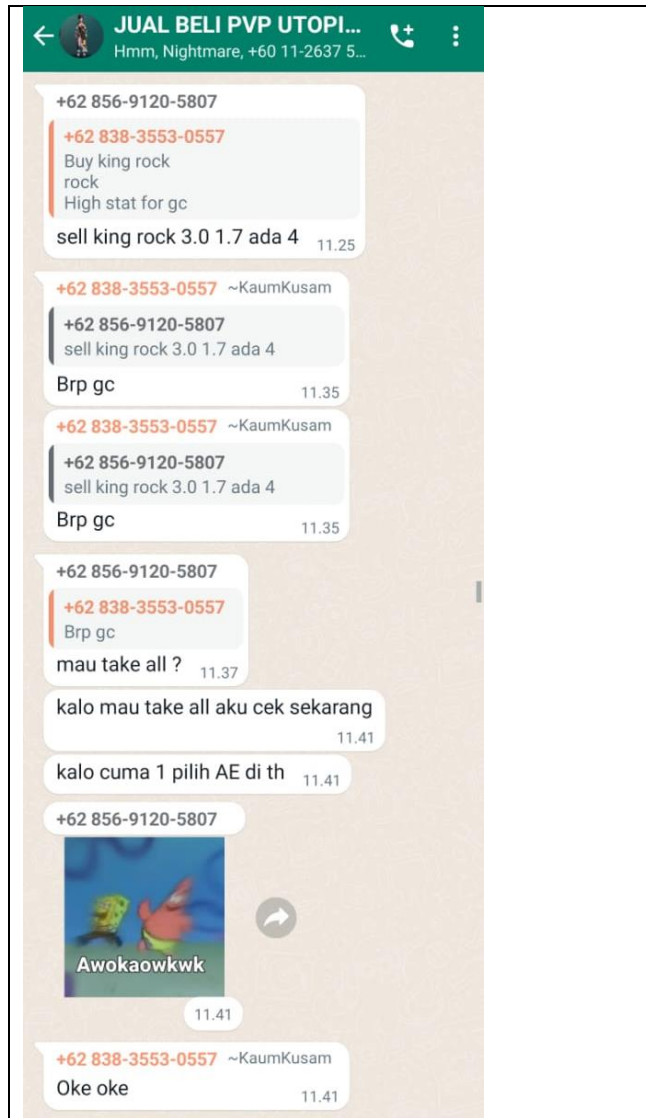 JUAL BELI PVP UTOPI...
Hmm, Nightmare, +60 11-2637 5...
+62 856-9120-5807
+62 838-3553-0557
Buy king rock
rock
High stat for gc
sell king rock 3.0 1.7 ada 4 11.25
+62 838-3553-0557 ~KaumKusam
+62 856-9120-5807
sell king rock 3.0 1.7 ada 4
Brp gc 11.35
+62 838-3553-0557 ~KaumKusam
+62 856-9120-5807
sell king rock 3.0 1.7 ada 4
Brp gc 11.35
+62 856-9120-5807
+62 838-3553-0557
Brp gc
mau take all ? 11.37
kalo mau take all aku cek sekarang
11.41
kalo cuma 1 pilih AE di th 11.41
+62 856-9120-5807
Awokaowkwk
11.41
+62 838-3553-0557 ~KaumKusam
Oke oke 11.41